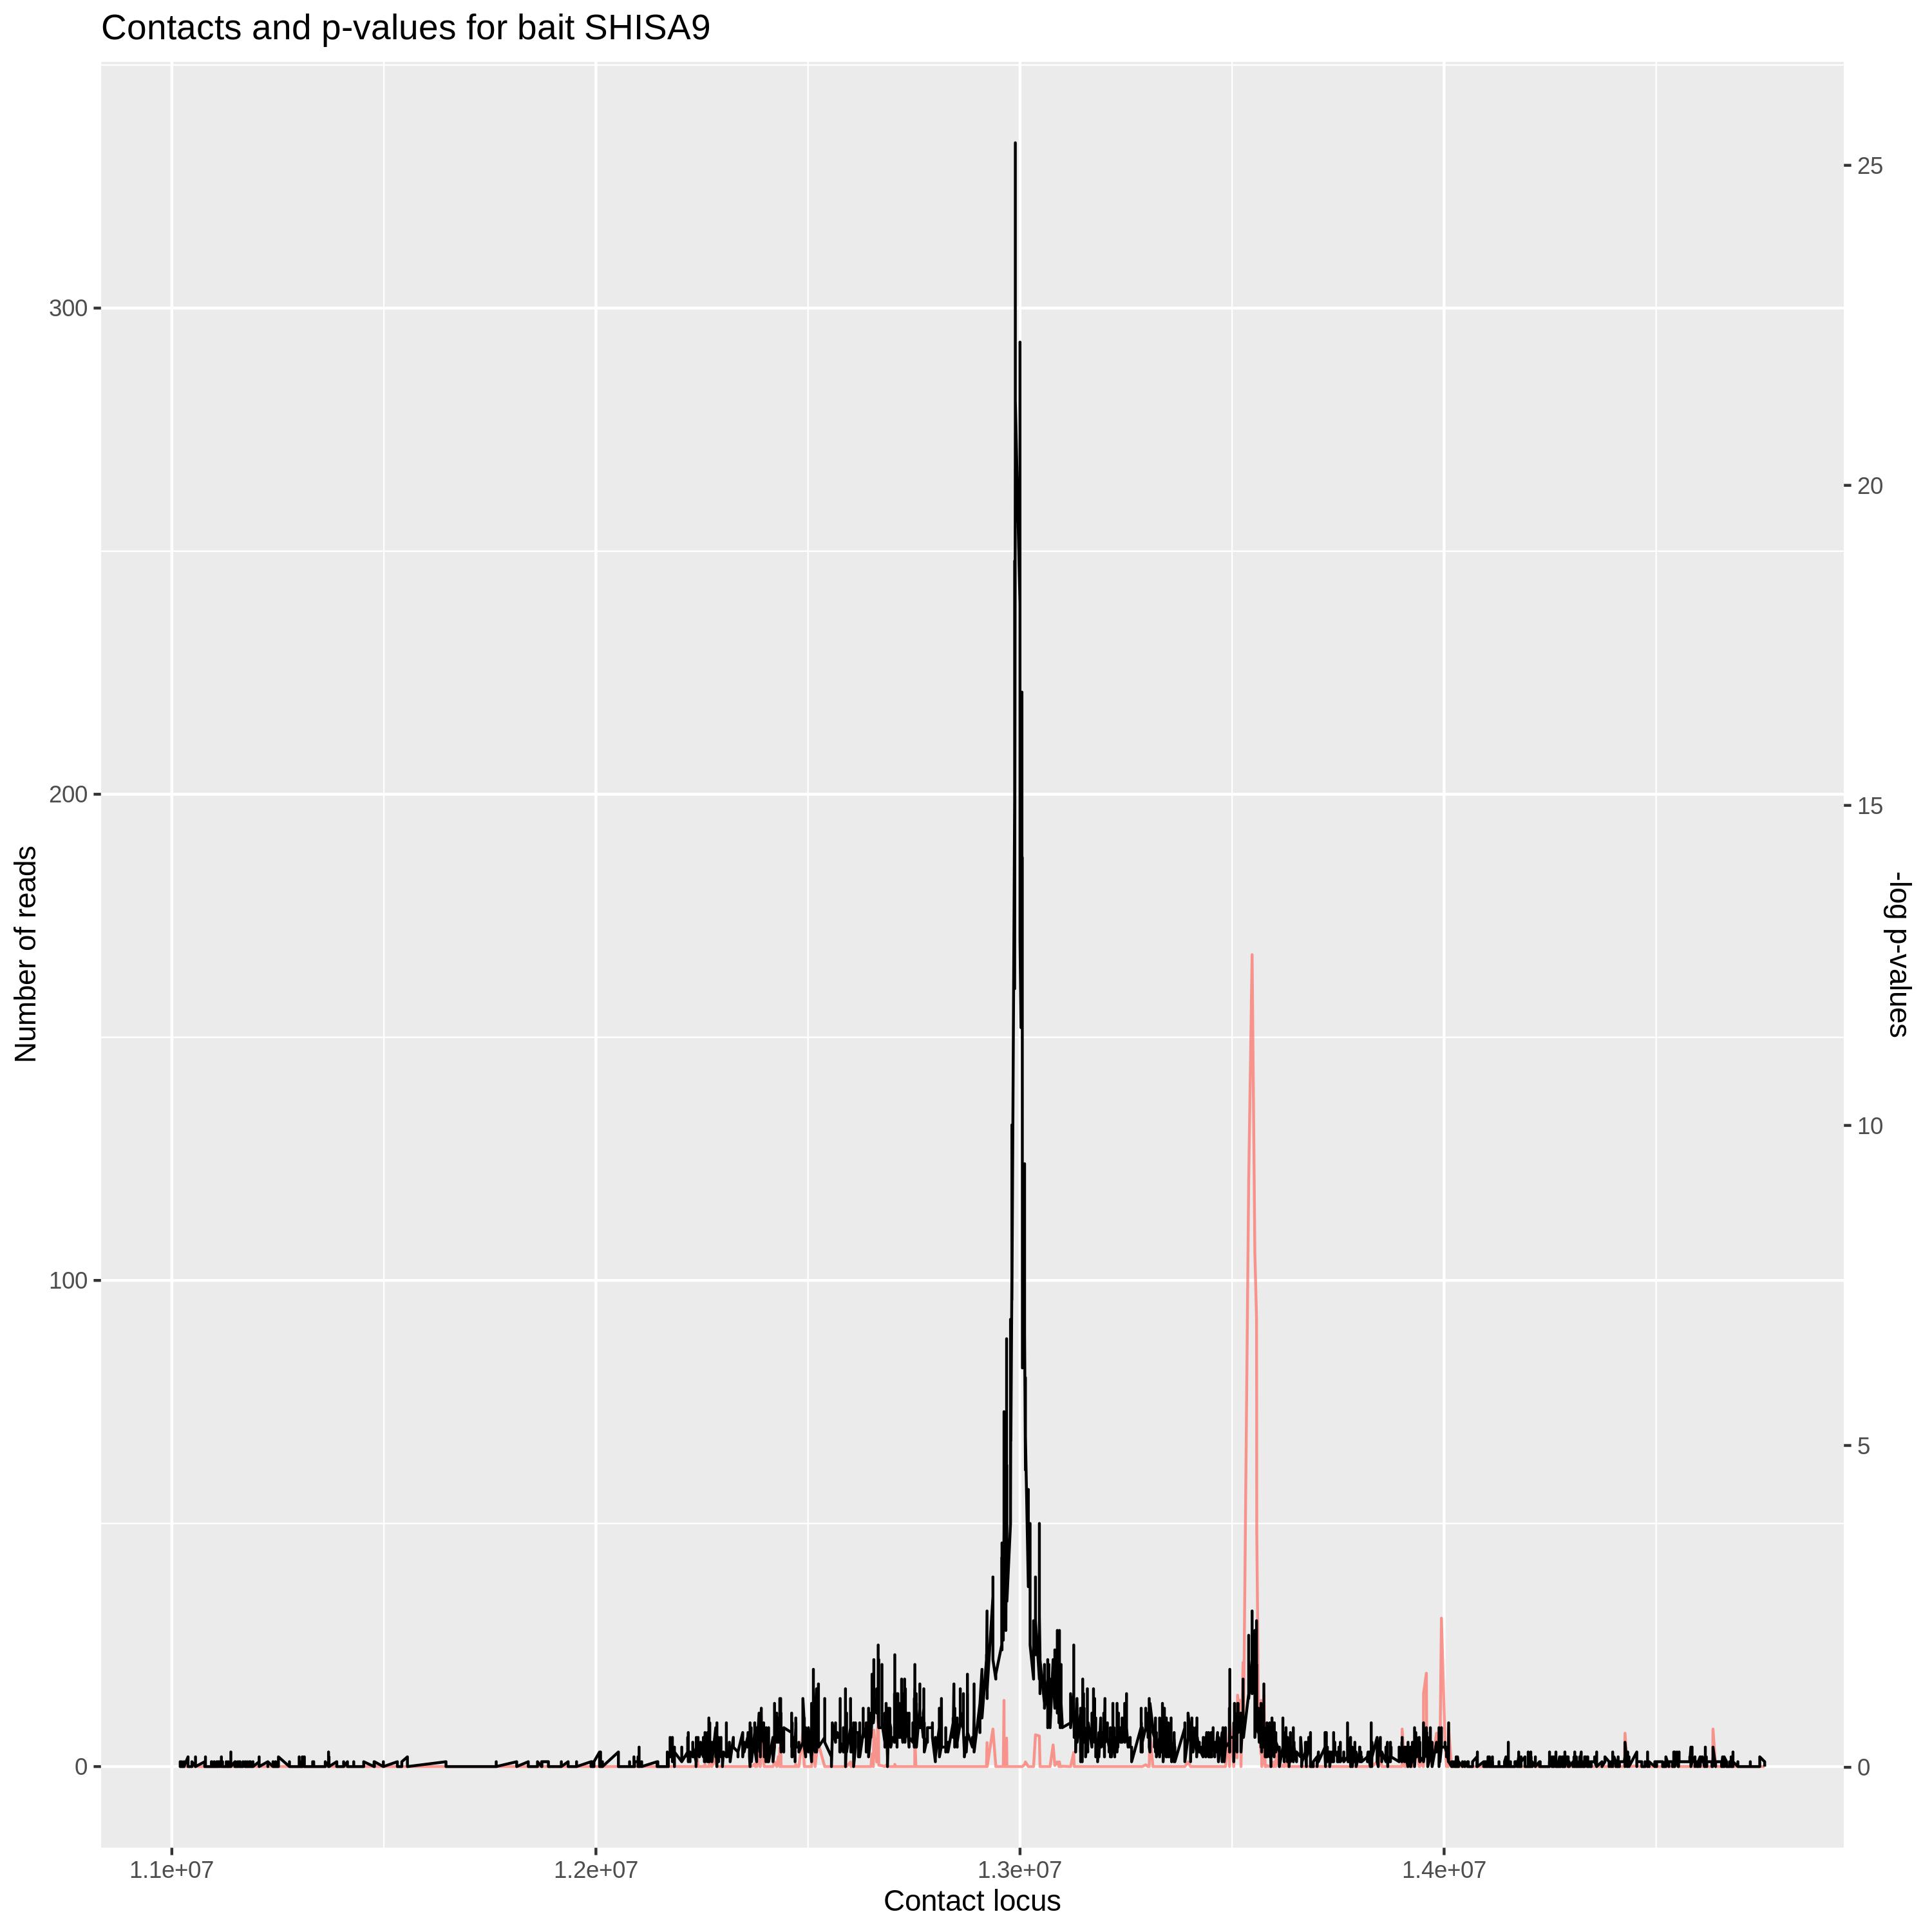 Contacts and p-values for bait SHISA9
300
200
100
0
Number of reads
25
20
15
10
5
0
-log p-values
1.1e+07
1.2e+07
1.3e+07
1.4e+07
Contact locus